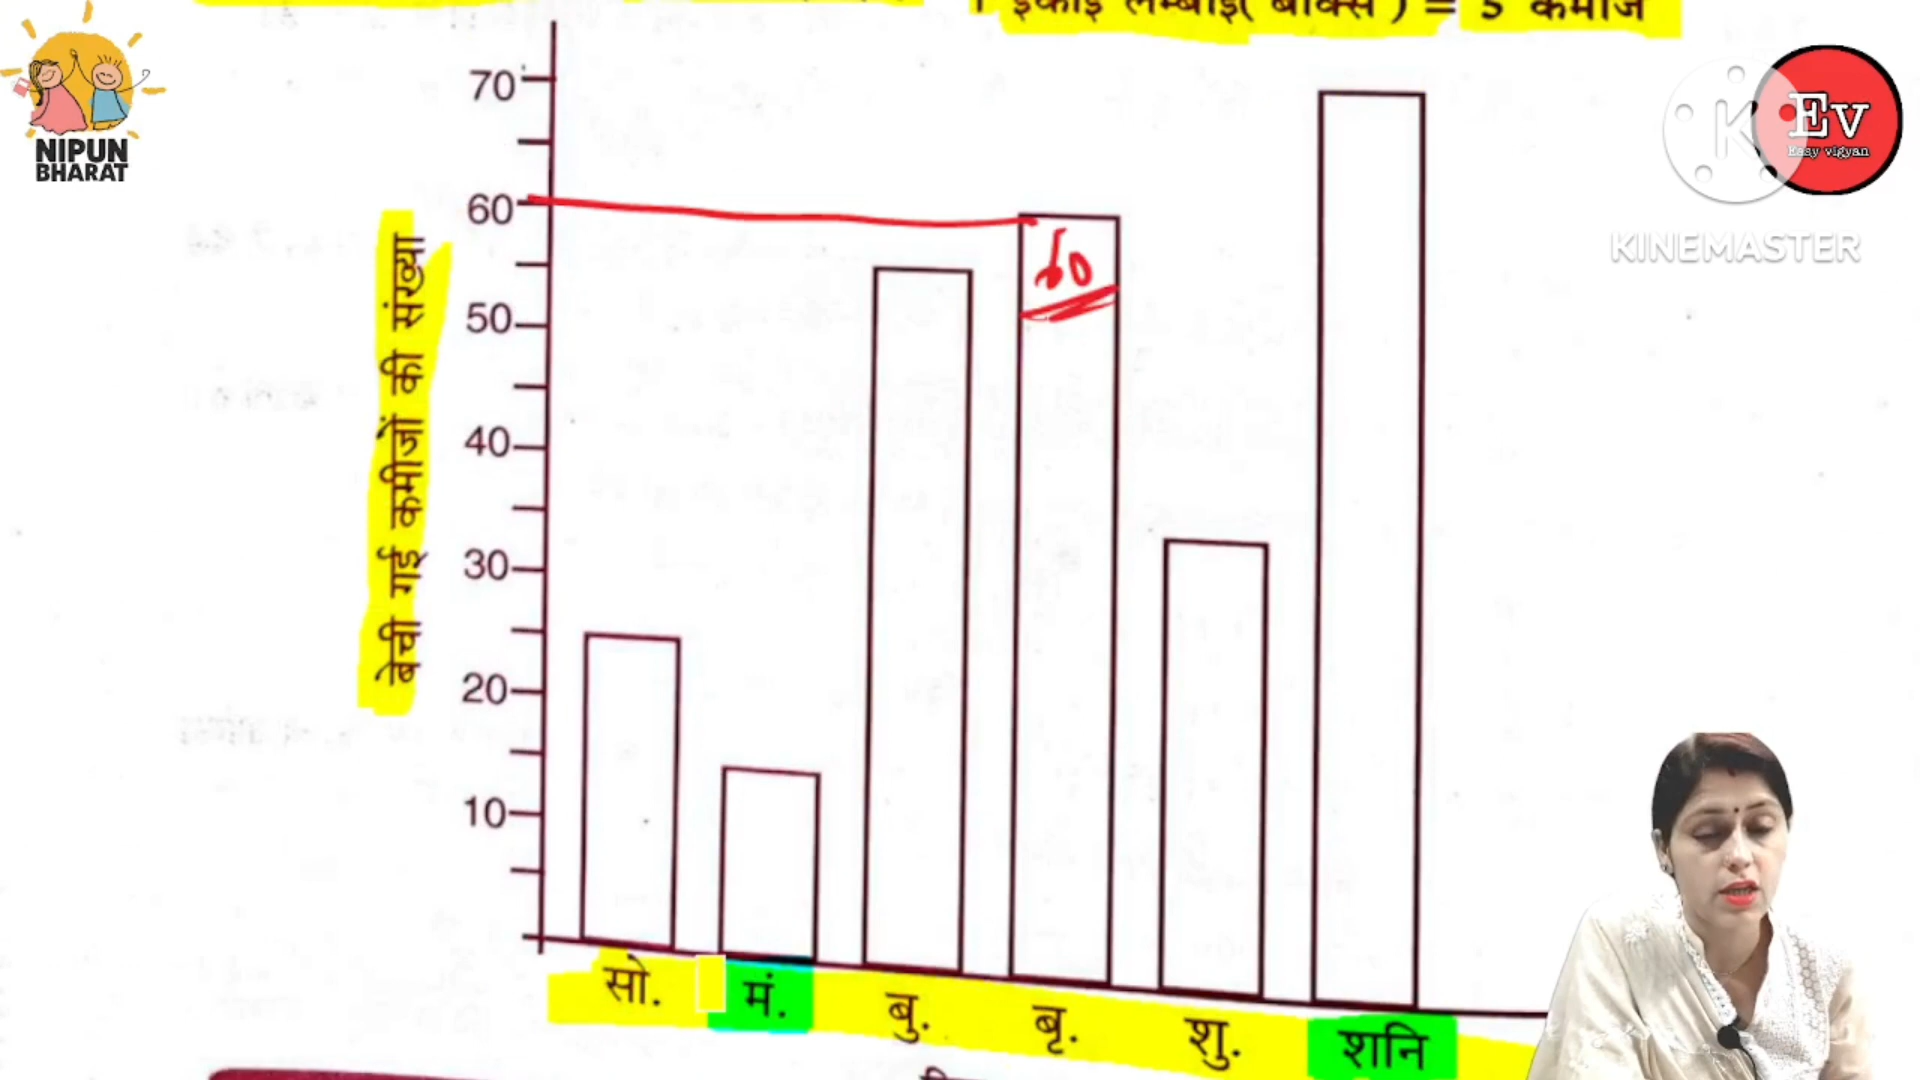 1 इकाई लम्बाई( बॉक्स ) = 5 कमीज
NIPUN
BHARAT
Ev
Easy vigyan
K
KINEMASTER
बेची गई कमीजों की संख्या
70
60
50
40
30
20
10
60
सो. मं. बु. बृ. शु. शनि